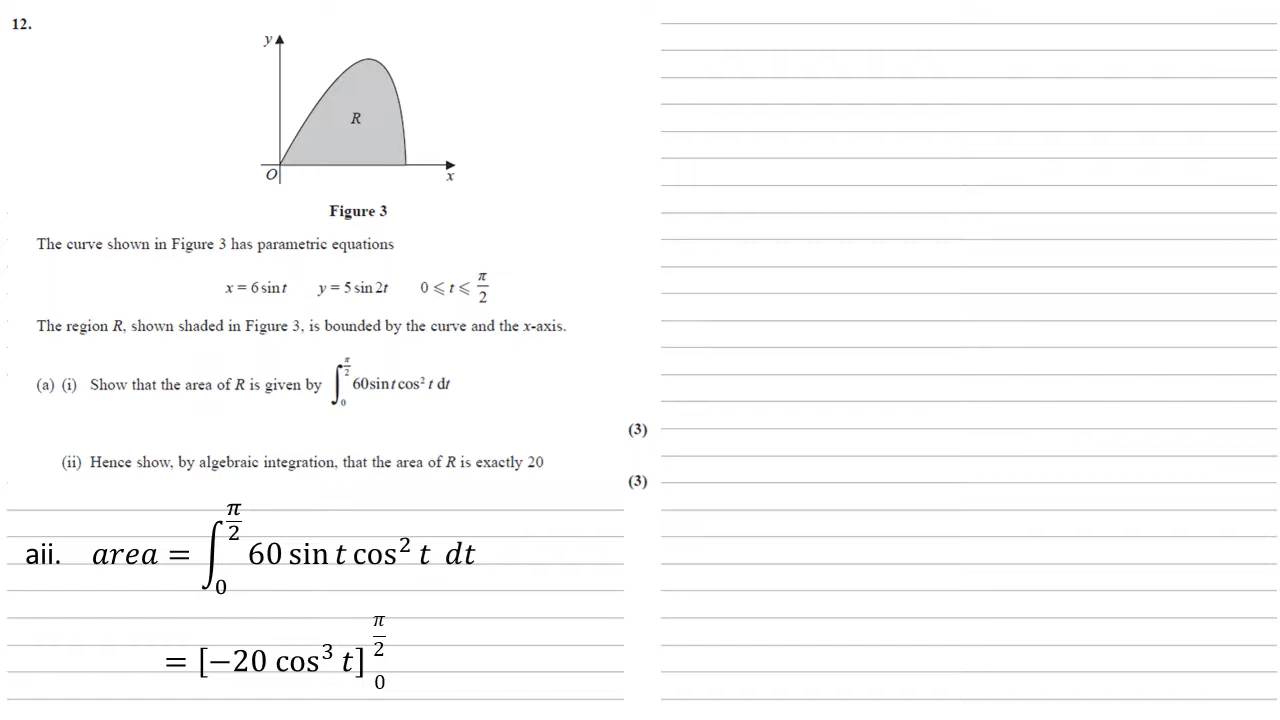 12.
y
R
O
x
Figure 3
The curve shown in Figure 3 has parametric equations
x = 6 sin t   y = 5 sin 2t   0 ⩽ t ⩽ π/2
The region R, shown shaded in Figure 3, is bounded by the curve and the x-axis.
(a) (i) Show that the area of R is given by ∫₀^(π/2) 60 sin t cos² t dt
(3)
(ii) Hence show, by algebraic integration, that the area of R is exactly 20
(3)
aii. area = ∫₀^(π/2) 60 sin t cos² t dt
= [−20 cos³ t]₀^(π/2)